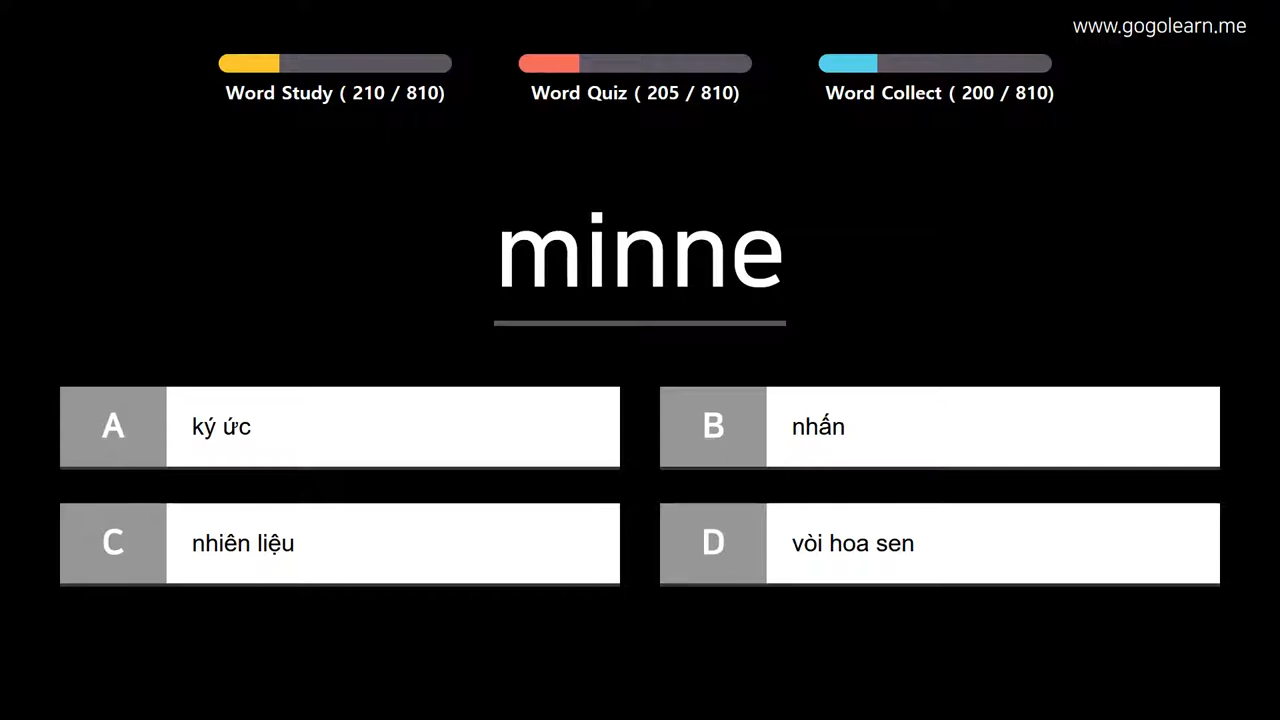 www.gogolearn.me
Word Study ( 210 / 810)
Word Quiz ( 205 / 810)
Word Collect ( 200 / 810)
minne
A
ký ức
B
nhấn
C
nhiên liệu
D
vòi hoa sen